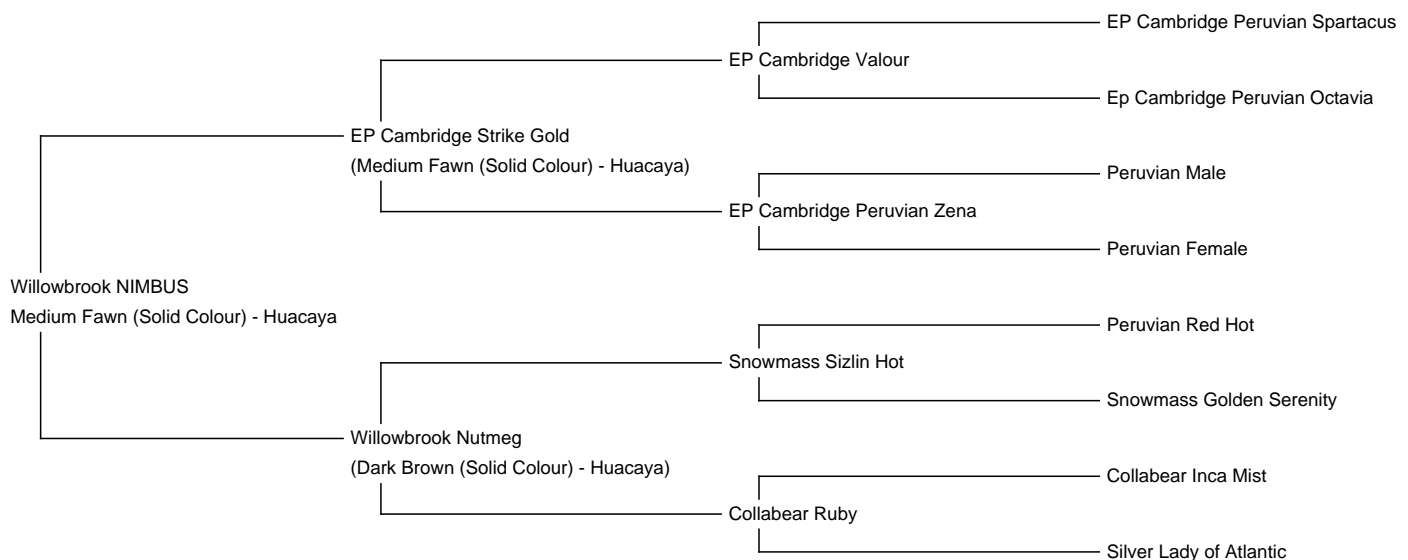 EP Cambridge Peruvian Spartacus
EP Cambridge Valour
Ep Cambridge Peruvian Octavia
EP Cambridge Strike Gold
(Medium Fawn (Solid Colour) - Huacaya)
Peruvian Male
EP Cambridge Peruvian Zena
Peruvian Female
Willowbrook NIMBUS
Medium Fawn (Solid Colour) - Huacaya
Peruvian Red Hot
Snowmass Sizlin Hot
Snowmass Golden Serenity
Willowbrook Nutmeg
(Dark Brown (Solid Colour) - Huacaya)
Collabear Inca Mist
Collabear Ruby
Silver Lady of Atlantic